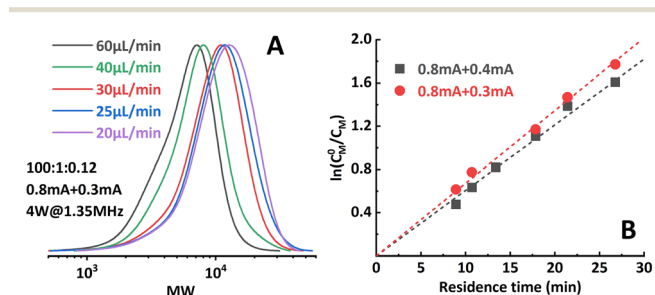 A
60µL/min
40µL/min
30µL/min
25µL/min
20µL/min
100:1:0.12
0.8mA+0.3mA
4W@1.35MHz
10³
10⁴
MW
2.0
1.6
1.2
0.8
0.4
ln(C⁰M/CM)
0.8mA+0.4mA
0.8mA+0.3mA
B
0 5 10 15 20 25 30
Residence time (min)